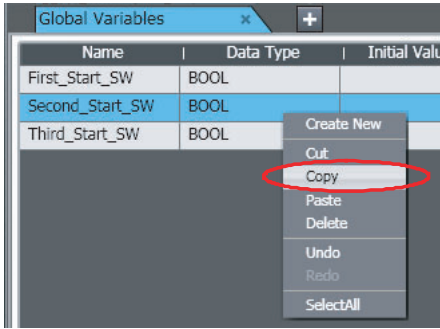 Global Variables × +
Name | Data Type | Initial Valu
First_Start_SW BOOL
Second_Start_SW BOOL
Third_Start_SW BOOL
Create New
Cut
Copy
Paste
Delete
Undo
Redo
SelectAll